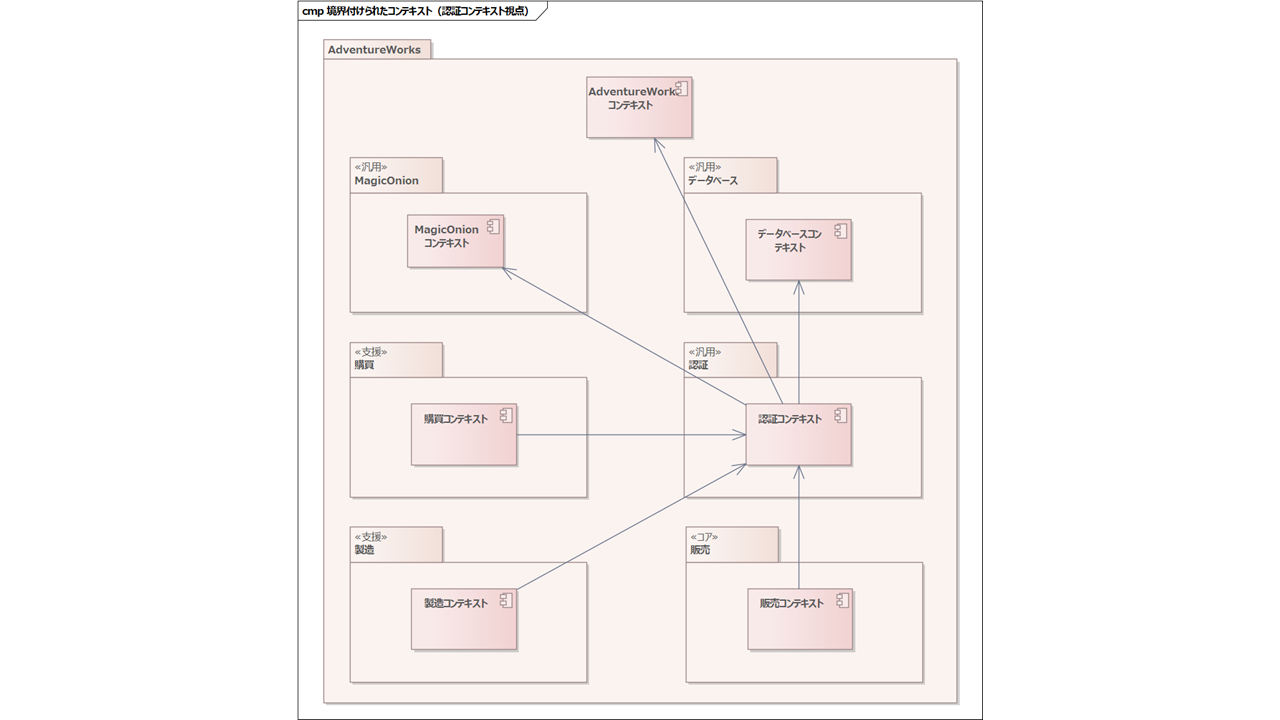 cmp 境界付けられたコンテキスト（認証コンテキスト視点）
AdventureWorks
AdventureWorks
コンテキスト
«汎用»
MagicOnion
MagicOnion
コンテキスト
«汎用»
データベース
データベースコン
テキスト
«支援»
購買
購買コンテキスト
«汎用»
認証
認証コンテキスト
«支援»
製造
製造コンテキスト
«コア»
販売
販売コンテキスト